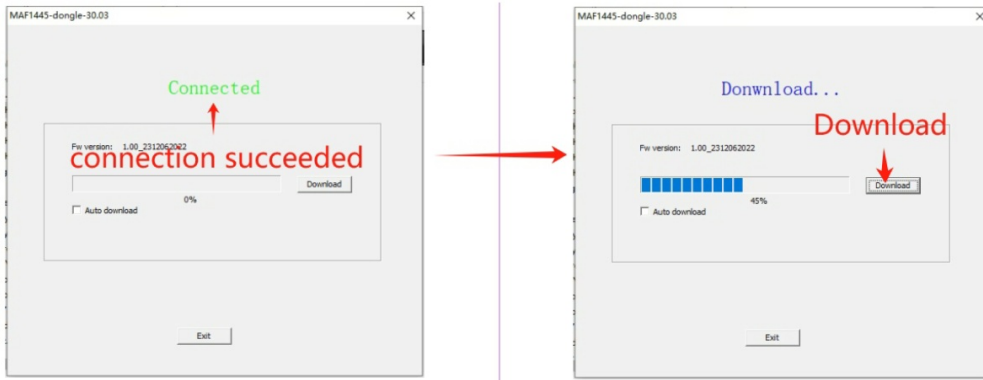 MAF1445-dongle-30.03
Connected
Fw version: 1.00_2312062022
connection succeeded
Download
0%
Auto download
Exit
MAF1445-dongle-30.03
Donwnload...
Download
Fw version: 1.00_2312062022
Download
45%
Auto download
Exit